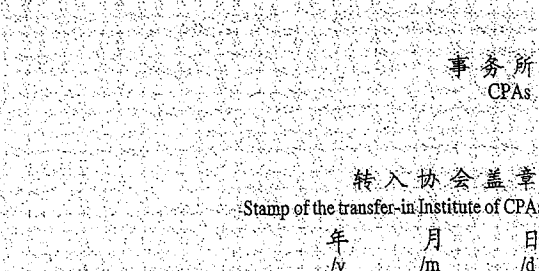 事务所
CPAs
转入协会盖章
Stamp of the transfer-in Institute of CPAs
年 月 日
/y /m /d